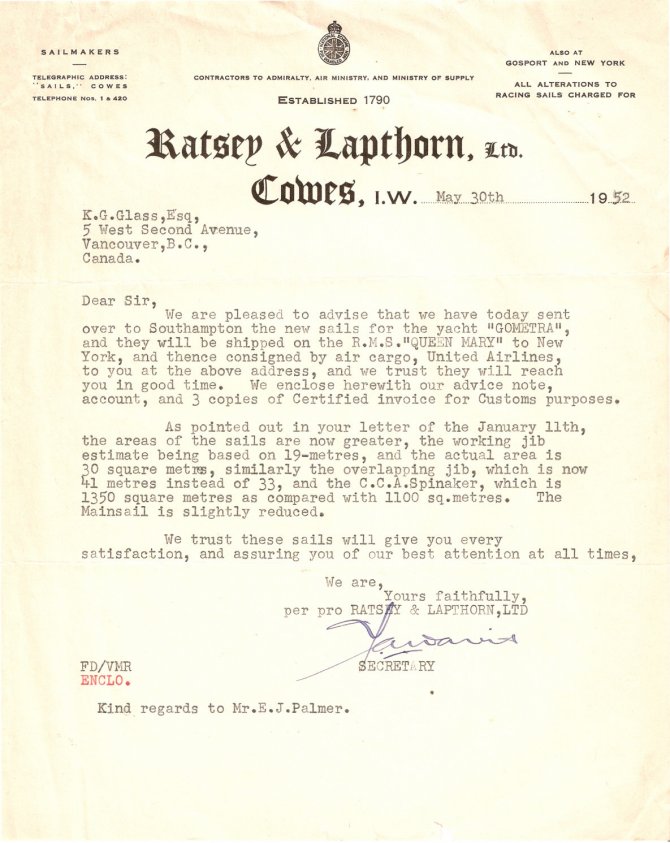 SAILMAKERS
TELEGRAPHIC ADDRESS:
"SAILS," COWES
TELEPHONE NOS. 1 & 420
CONTRACTORS TO ADMIRALTY, AIR MINISTRY, AND MINISTRY OF SUPPLY
ESTABLISHED 1790
ALSO AT
GOSPORT AND NEW YORK
ALL ALTERATIONS TO
RACING SAILS CHARGED FOR
Ratsey & Lapthorn, Ltd.
Cowes, I.W. May 30th 1952
K.G.Glass,Esq,
5 West Second Avenue,
Vancouver,B.C.,
Canada.
Dear Sir,
We are pleased to advise that we have today sent
over to Southampton the new sails for the yacht "GOMETRA",
and they will be shipped on the R.M.S."QUEEN MARY" to New
York, and thence consigned by air cargo, United Airlines,
to you at the above address, and we trust they will reach
you in good time. We enclose herewith our advice note,
account, and 3 copies of Certified invoice for Customs purposes.
As pointed out in your letter of the January 11th,
the areas of the sails are now greater, the working jib
estimate being based on 19-metres, and the actual area is
30 square metres, similarly the overlapping jib, which is now
41 metres instead of 33, and the C.C.A.Spinaker, which is
1350 square metres as compared with 1100 sq.metres. The
Mainsail is slightly reduced.
We trust these sails will give you every
satisfaction, and assuring you of our best attention at all times,
We are,
Yours faithfully,
per pro RATSEY & LAPTHORN,LTD
SECRETARY
FD/VMR
ENCLO.
Kind regards to Mr.E.J.Palmer.